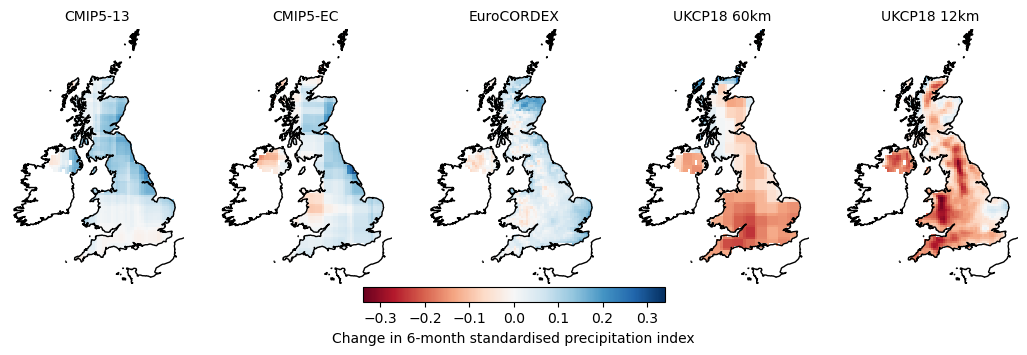 CMIP5-13 CMIP5-EC EuroCORDEX UKCP18 60km UKCP18 12km
−0.3 −0.2 −0.1 0.0 0.1 0.2 0.3
Change in 6-month standardised precipitation index